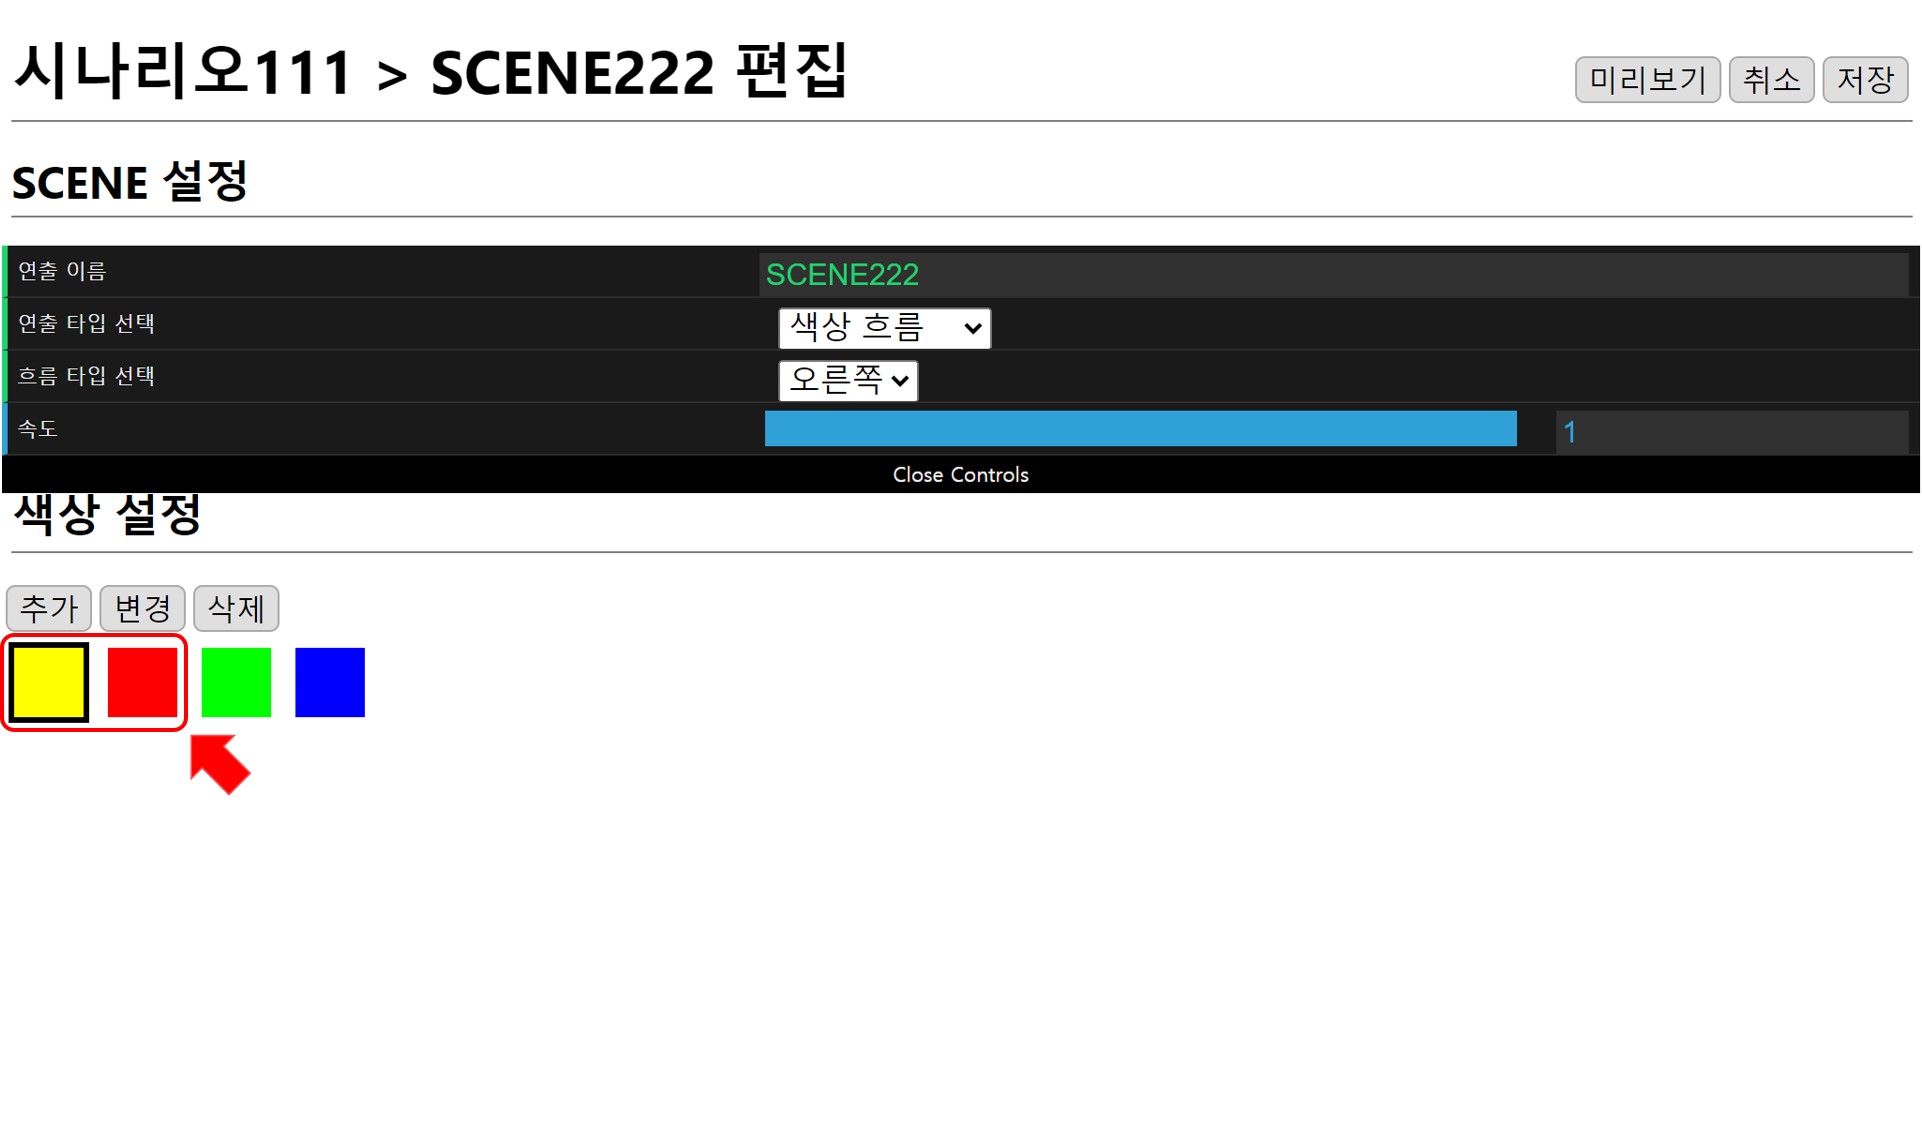 시나리오111 > SCENE222 편집
미리보기 취소 저장
SCENE 설정
연출 이름 SCENE222
연출 타입 선택 색상 흐름
흐름 타입 선택 오른쪽
속도 1
Close Controls
색상 설정
추가 변경 삭제